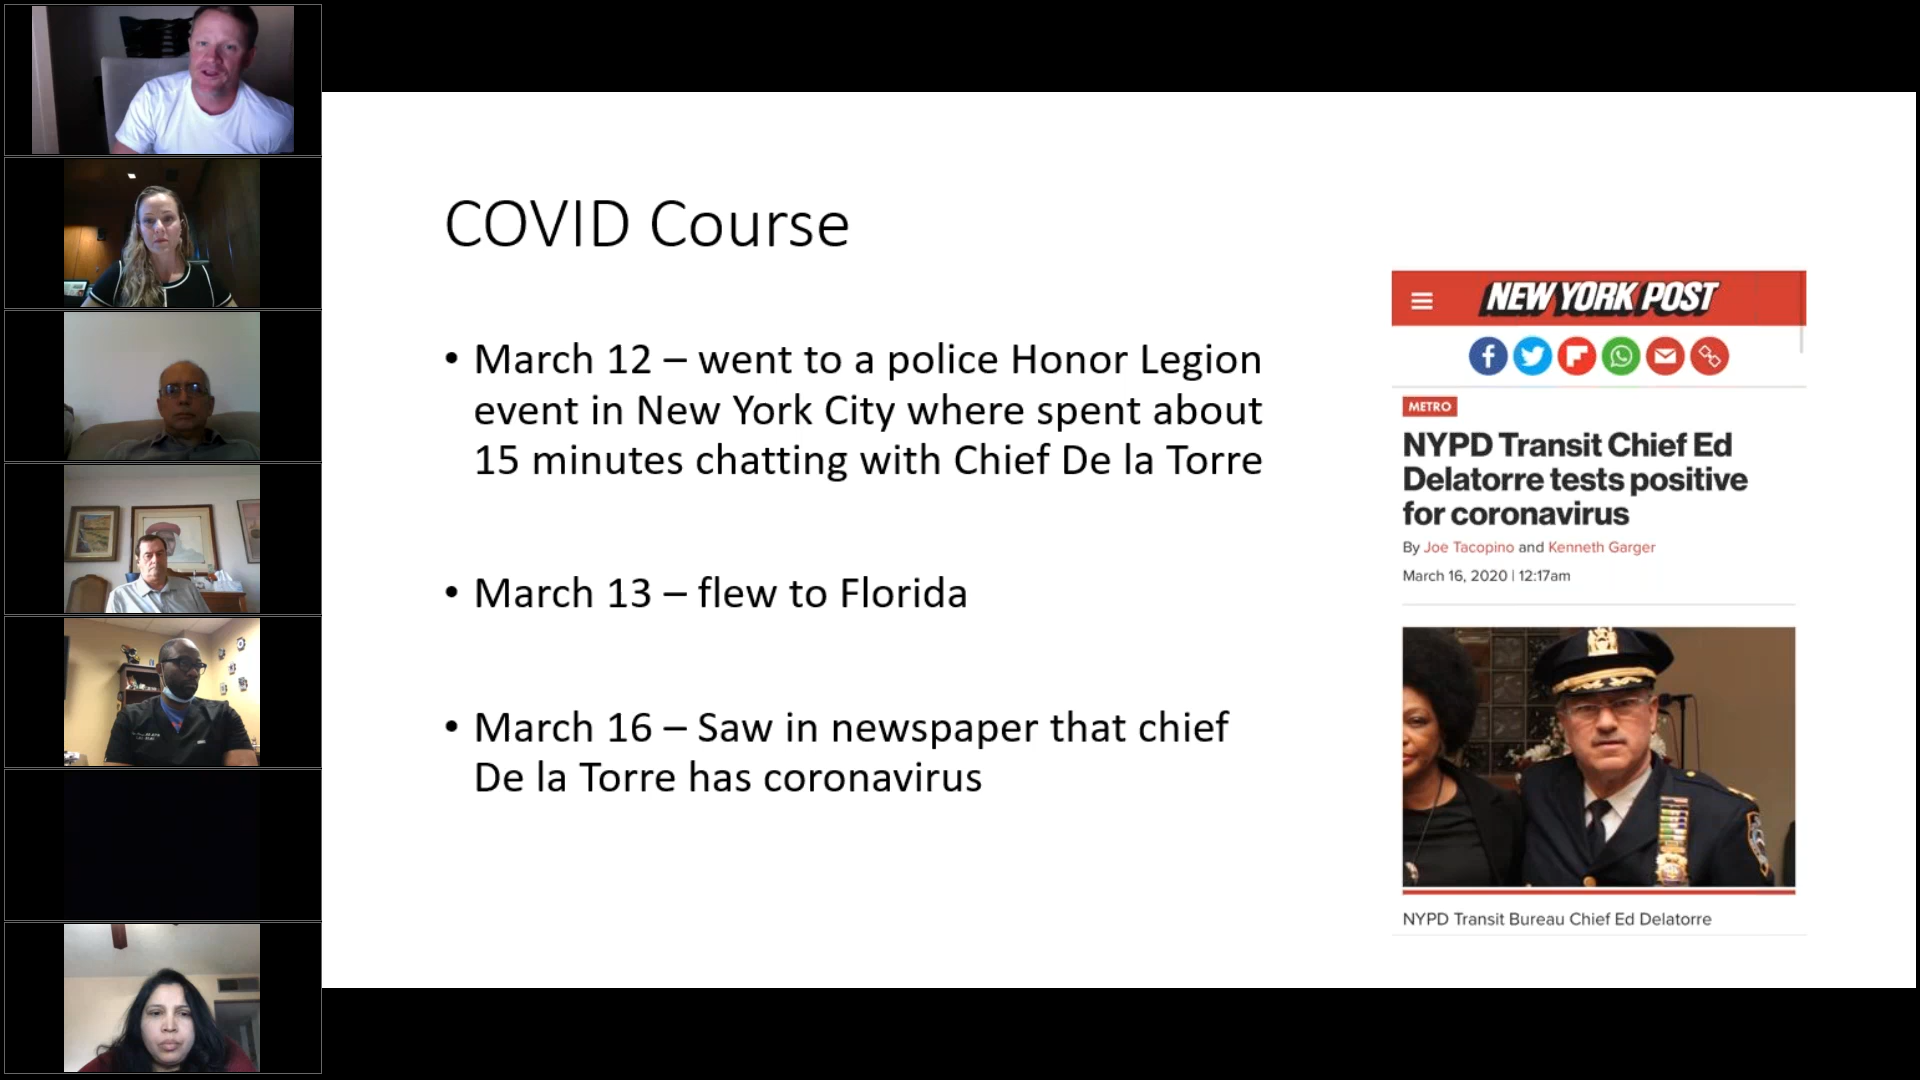 COVID Course
• March 12 – went to a police Honor Legion
event in New York City where spent about
15 minutes chatting with Chief De la Torre
• March 13 – flew to Florida
• March 16 – Saw in newspaper that chief
De la Torre has coronavirus
NEW YORK POST
METRO
NYPD Transit Chief Ed
Delatorre tests positive
for coronavirus
By Joe Tacopino and Kenneth Garger
March 16, 2020 | 12:17am
NYPD Transit Bureau Chief Ed Delatorre